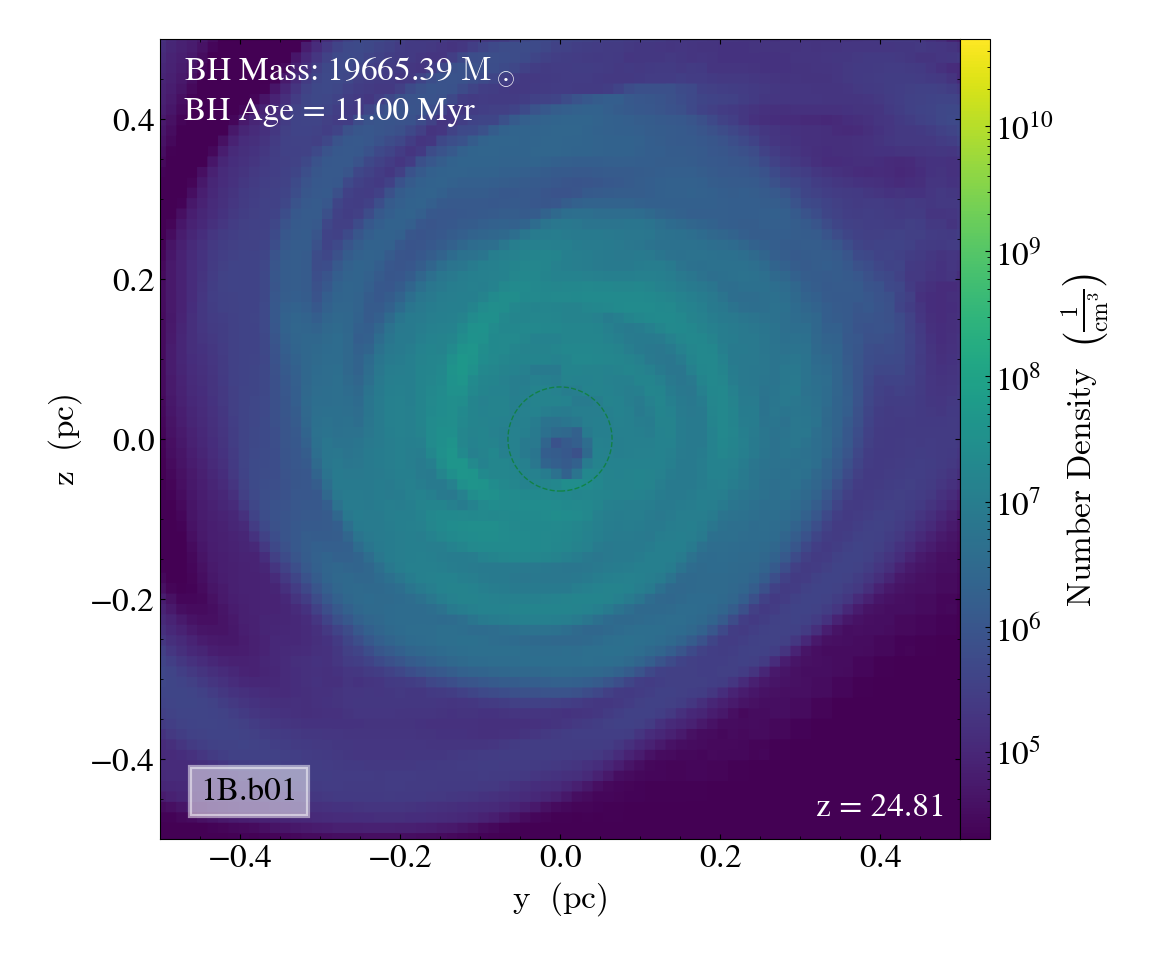 BH Mass: 19665.39 M⊙
BH Age = 11.00 Myr
0.4
0.2
0.0
−0.2
−0.4
z (pc)
1B.b01
z = 24.81
−0.4 −0.2 0.0 0.2 0.4
y (pc)
10¹⁰
10⁹
10⁸
10⁷
10⁶
10⁵
Number Density (1/cm³)